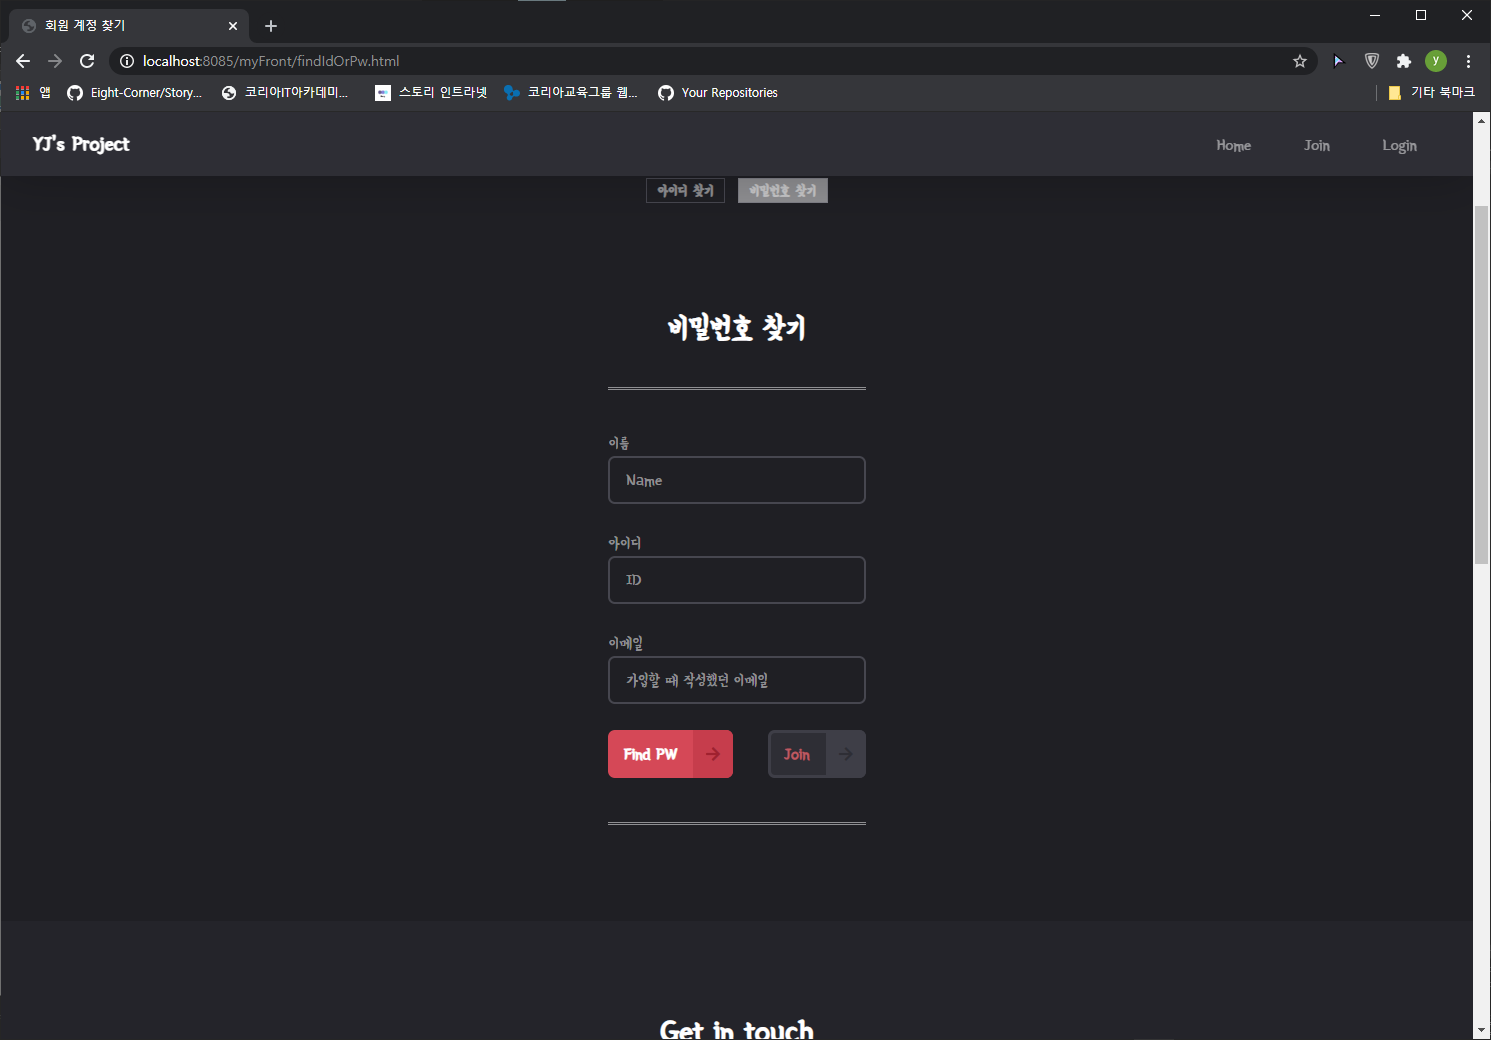 회원 계정 찾기
localhost:8085/myFront/findIdOrPw.html
앱 Eight-Corner/Story... 코리아IT아카데미... 스토리 인트라넷 코리아교육그룹 웹... Your Repositories 기타 북마크
YJ's Project Home Join Login
아이디 찾기 비밀번호 찾기
비밀번호 찾기
이름
Name
아이디
ID
이메일
가입할 때 작성했던 이메일
Find PW Join
Get in touch
y